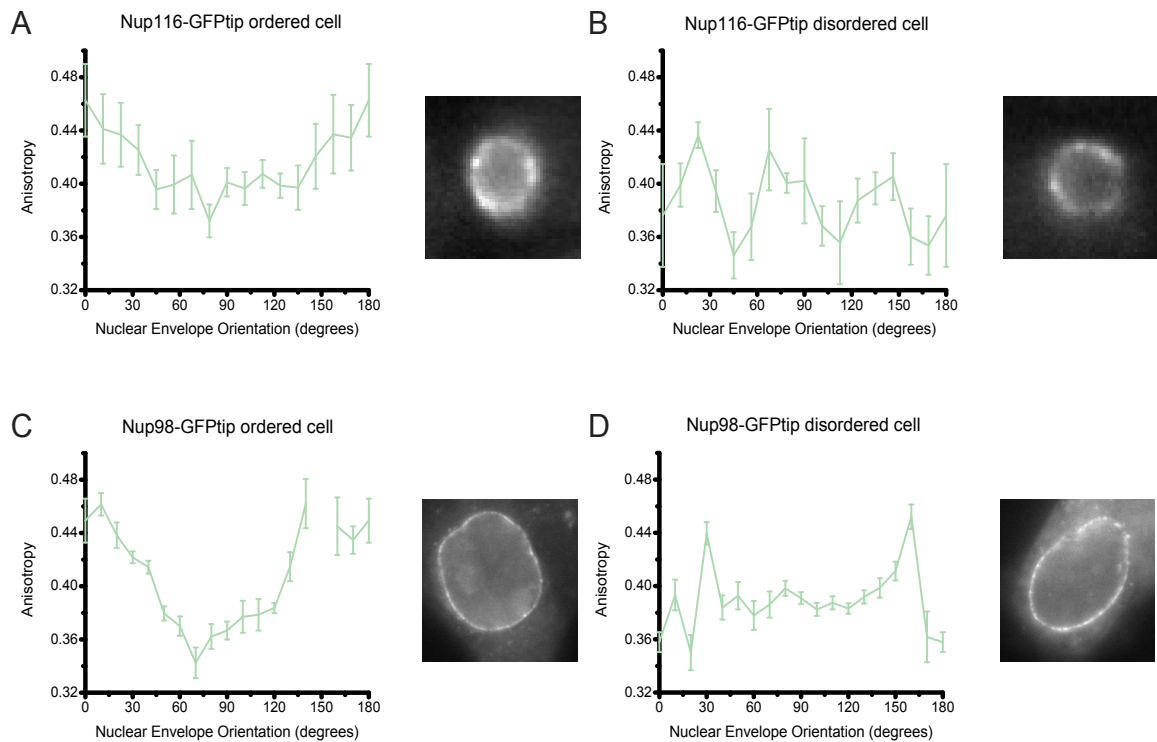 A
Nup116-GFPtip ordered cell
0.48
0.44
0.40
0.36
0.32
Anisotropy
0 30 60 90 120 150 180
Nuclear Envelope Orientation (degrees)
B
Nup116-GFPtip disordered cell
0.48
0.44
0.40
0.36
0.32
Anisotropy
0 30 60 90 120 150 180
Nuclear Envelope Orientation (degrees)
C
Nup98-GFPtip ordered cell
0.48
0.44
0.40
0.36
0.32
Anisotropy
0 30 60 90 120 150 180
Nuclear Envelope Orientation (degrees)
D
Nup98-GFPtip disordered cell
0.48
0.44
0.40
0.36
0.32
Anisotropy
0 30 60 90 120 150 180
Nuclear Envelope Orientation (degrees)